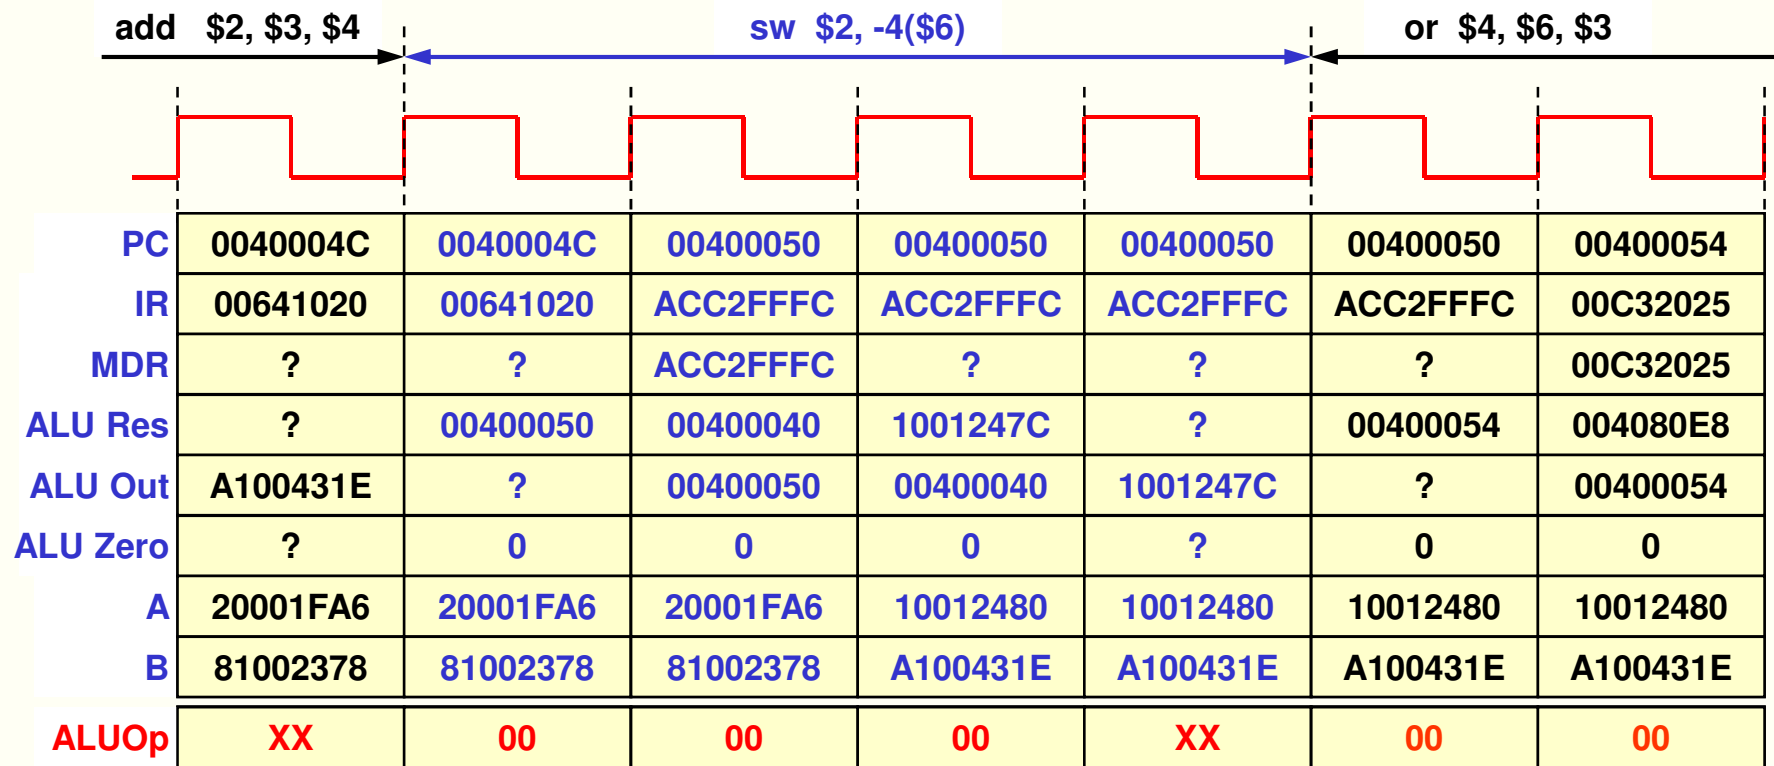 add $2, $3, $4 sw $2, -4($6) or $4, $6, $3
PC 0040004C 0040004C 00400050 00400050 00400050 00400050 00400054
IR 00641020 00641020 ACC2FFFC ACC2FFFC ACC2FFFC ACC2FFFC 00C32025
MDR ? ? ACC2FFFC ? ? ? 00C32025
ALU Res ? 00400050 00400040 1001247C ? 00400054 004080E8
ALU Out A100431E ? 00400050 00400040 1001247C ? 00400054
ALU Zero ? 0 0 0 ? 0 0
A 20001FA6 20001FA6 20001FA6 10012480 10012480 10012480 10012480
B 81002378 81002378 81002378 A100431E A100431E A100431E A100431E
ALUOp XX 00 00 00 XX 00 00